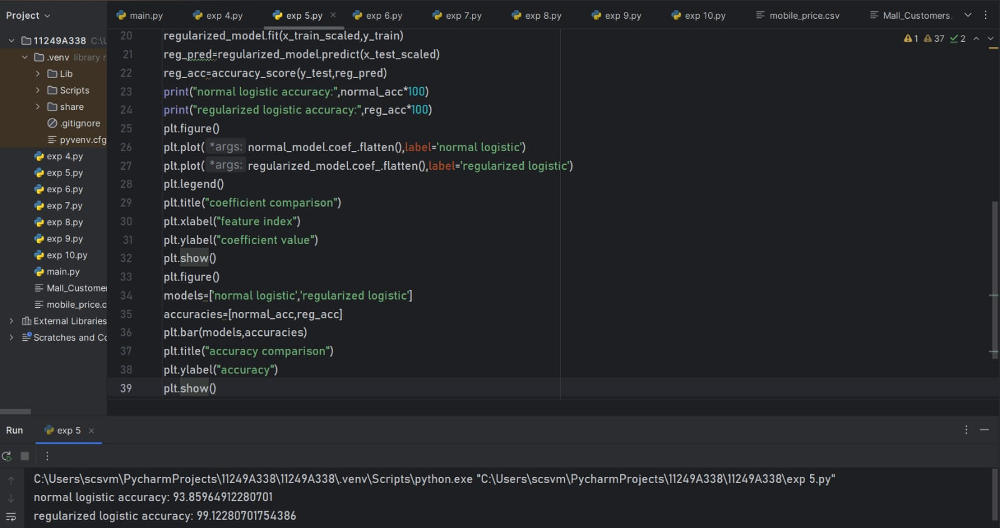 Project
main.py
exp 4.py
exp 5.py
exp 6.py
exp 7.py
exp 8.py
exp 9.py
exp 10.py
mobile_price.csv
Mall_Customers.
11249A338 C:\U
.venv library r
Lib
Scripts
share
.gitignore
pyvenv.cfg
exp 4.py
exp 5.py
exp 6.py
exp 7.py
exp 8.py
exp 9.py
exp 10.py
main.py
Mall_Customer
mobile_price.c
External Libraries
Scratches and Co
1 37 2
20 regularized_model.fit(x_train_scaled,y_train)
21 reg_pred=regularized_model.predict(x_test_scaled)
22 reg_acc=accuracy_score(y_test,reg_pred)
23 print("normal logistic accuracy:",normal_acc*100)
24 print("regularized logistic accuracy:",reg_acc*100)
25 plt.figure()
26 plt.plot( *args: normal_model.coef_.flatten(),label='normal logistic')
27 plt.plot( *args: regularized_model.coef_.flatten(),label='regularized logistic')
28 plt.legend()
29 plt.title("coefficient comparison")
30 plt.xlabel("feature index")
31 plt.ylabel("coefficient value")
32 plt.show()
33 plt.figure()
34 models=['normal logistic','regularized logistic']
35 accuracies=[normal_acc,reg_acc]
36 plt.bar(models,accuracies)
37 plt.title("accuracy comparison")
38 plt.ylabel("accuracy")
39 plt.show()
Run exp 5
C:\Users\scsvm\PycharmProjects\11249A338\11249A338\.venv\Scripts\python.exe "C:\Users\scsvm\PycharmProjects\11249A338\11249A338\exp 5.py"
normal logistic accuracy: 93.85964912280701
regularized logistic accuracy: 99.12280701754386